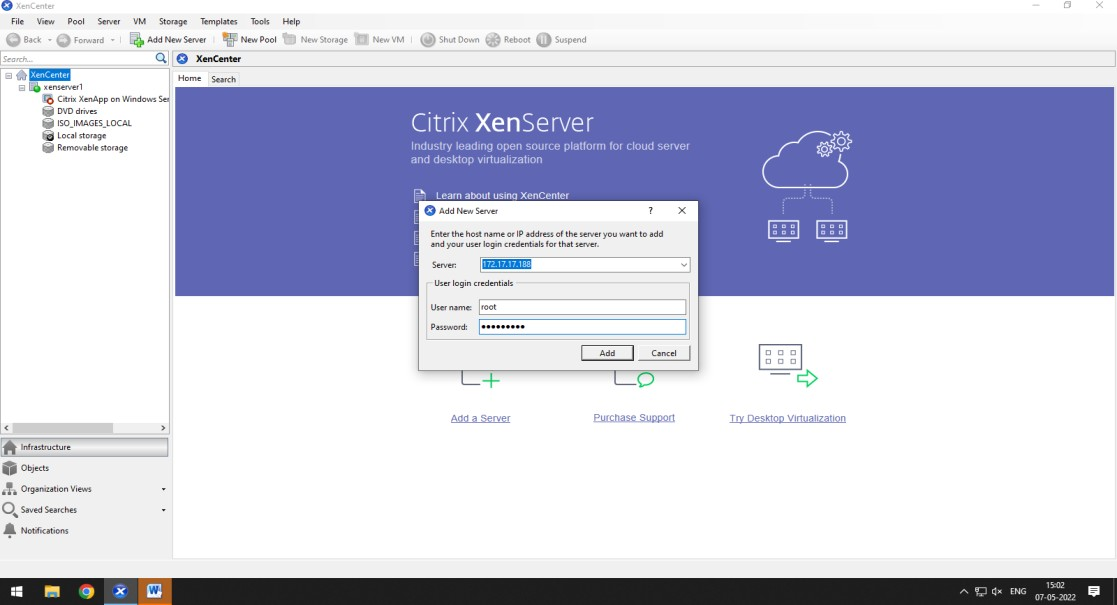 XenCenter
File View Pool Server VM Storage Templates Tools Help
Back Forward Add New Server New Pool New Storage New VM Shut Down Reboot Suspend
Search...
XenCenter
XenCenter
xenserver1
Citrix XenApp on Windows Ser
DVD drives
ISO_IMAGES_LOCAL
Local storage
Removable storage
Home Search
Citrix XenServer
Industry leading open source platform for cloud server
and desktop virtualization
Learn about using XenCenter
Add New Server
?
Enter the host name or IP address of the server you want to add
and your user login credentials for that server.
Server: 172.17.17.188
User login credentials
User name: root
Password: •••••••••
Add Cancel
Add a Server Purchase Support Try Desktop Virtualization
Infrastructure
Objects
Organization Views
Saved Searches
Notifications
ENG
15:02
07-05-2022